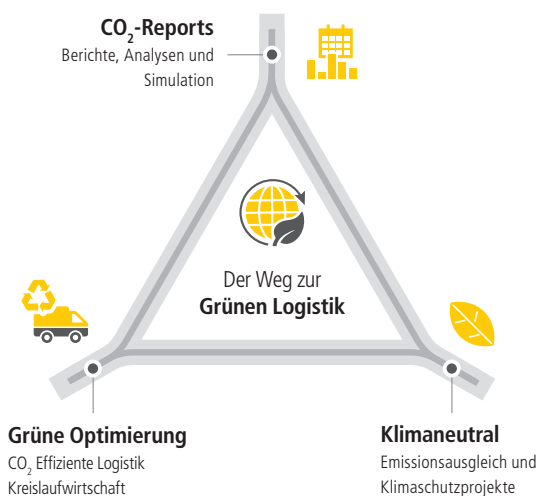 CO₂-Reports
Berichte, Analysen und
Simulation
Der Weg zur
Grünen Logistik
Grüne Optimierung
CO₂ Effiziente Logistik
Kreislaufwirtschaft
Klimaneutral
Emissionsausgleich und
Klimaschutzprojekte